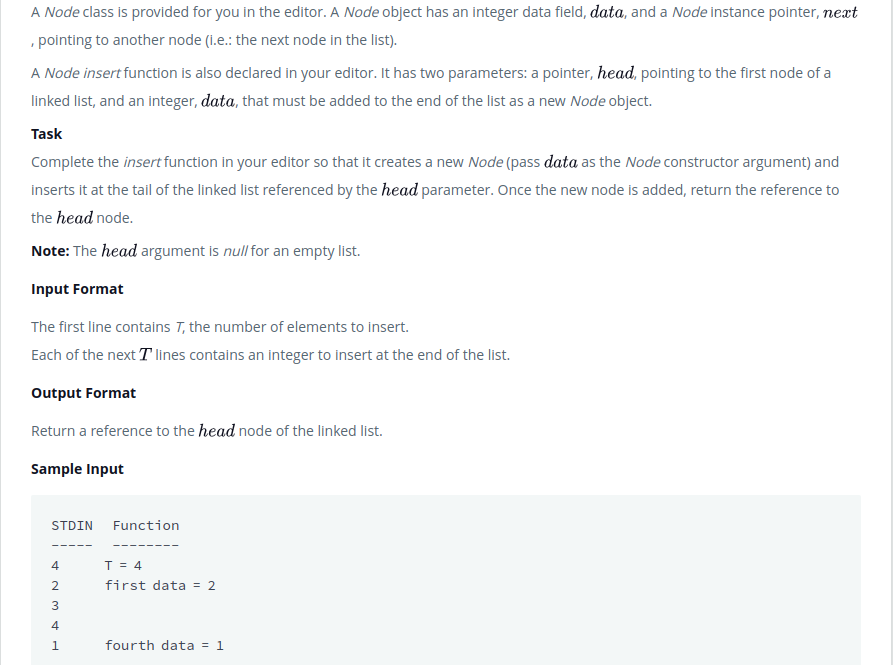 A Node class is provided for you in the editor. A Node object has an integer data field, data, and a Node instance pointer, next
, pointing to another node (i.e.: the next node in the list).
A Node insert function is also declared in your editor. It has two parameters: a pointer, head, pointing to the first node of a
linked list, and an integer, data, that must be added to the end of the list as a new Node object.
Task
Complete the insert function in your editor so that it creates a new Node (pass data as the Node constructor argument) and
inserts it at the tail of the linked list referenced by the head parameter. Once the new node is added, return the reference to
the head node.
Note: The head argument is null for an empty list.
Input Format
The first line contains T, the number of elements to insert.
Each of the next T lines contains an integer to insert at the end of the list.
Output Format
Return a reference to the head node of the linked list.
Sample Input
STDIN Function
----- --------
4 T = 4
2 first data = 2
3
4
1 fourth data = 1